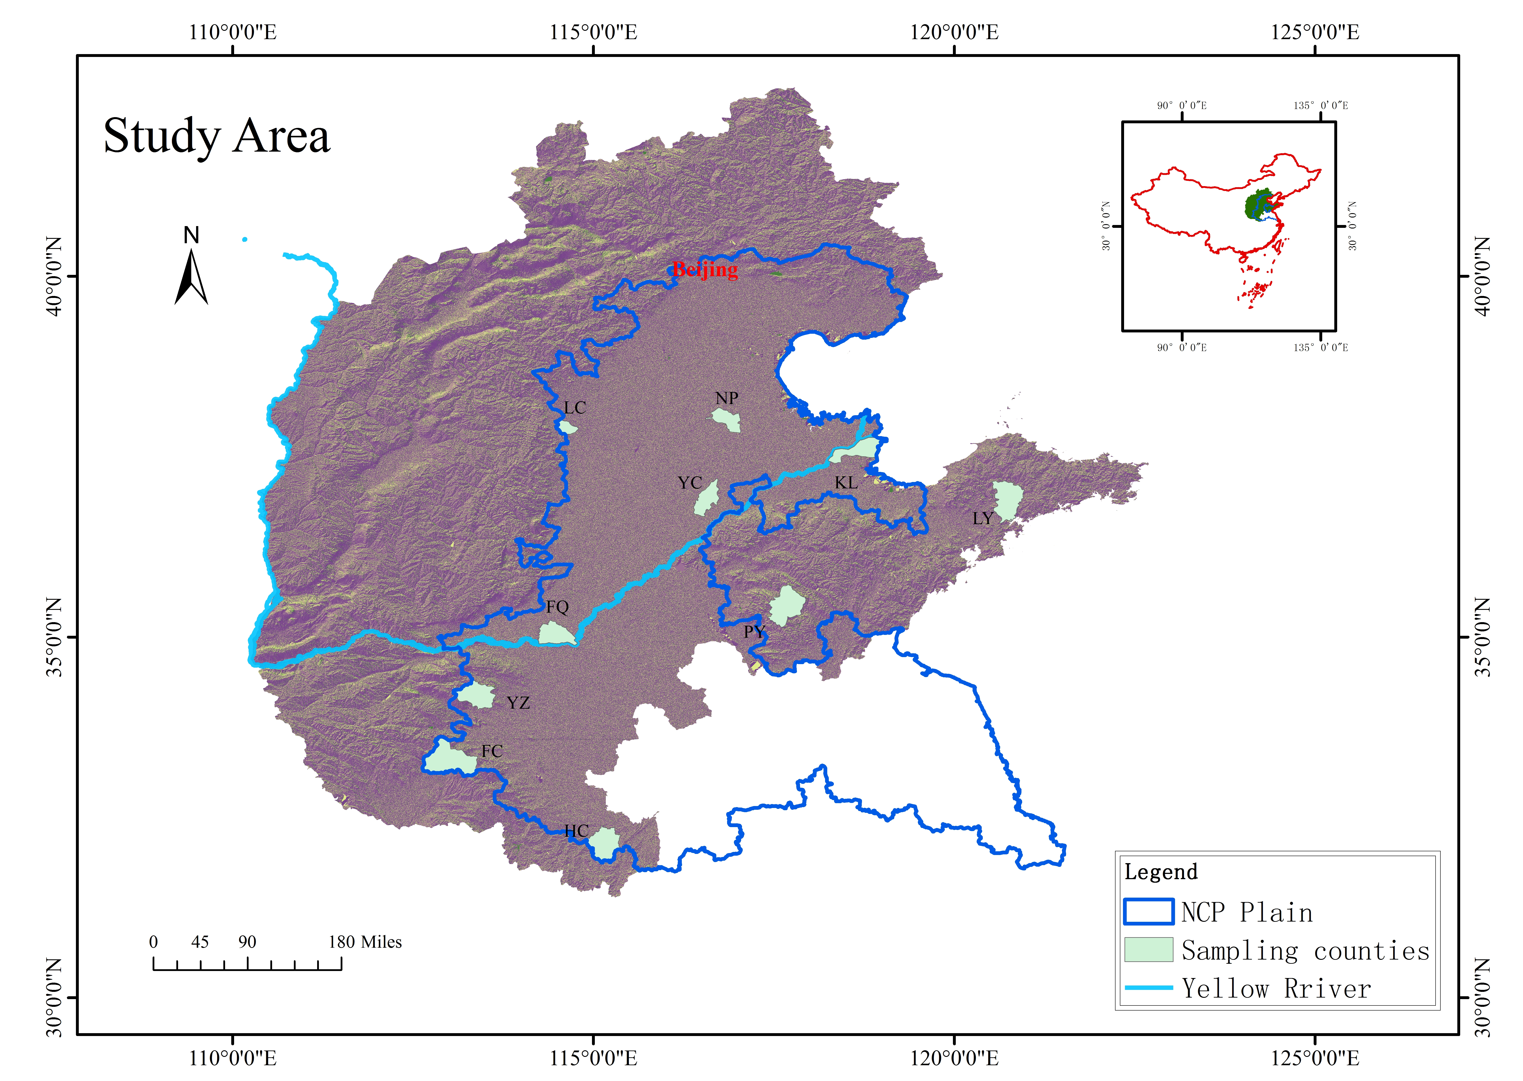 110°0'0"E 115°0'0"E 120°0'0"E 125°0'0"E
Study Area
90° 0′ 0″E 135° 0′ 0″E
N
30° 0′ 0″N 30° 0′ 0″N
90° 0′ 0″E 135° 0′ 0″E
40°0'0"N 40°0'0"N
Beijing
LC
NP
YC
KL
LY
FQ
PY
35°0'0"N 35°0'0"N
YZ
FC
HC
Legend
NCP Plain
Sampling counties
Yellow Rriver
0 45 90 180 Miles
30°0'0"N 30°0'0"N
110°0'0"E 115°0'0"E 120°0'0"E 125°0'0"E